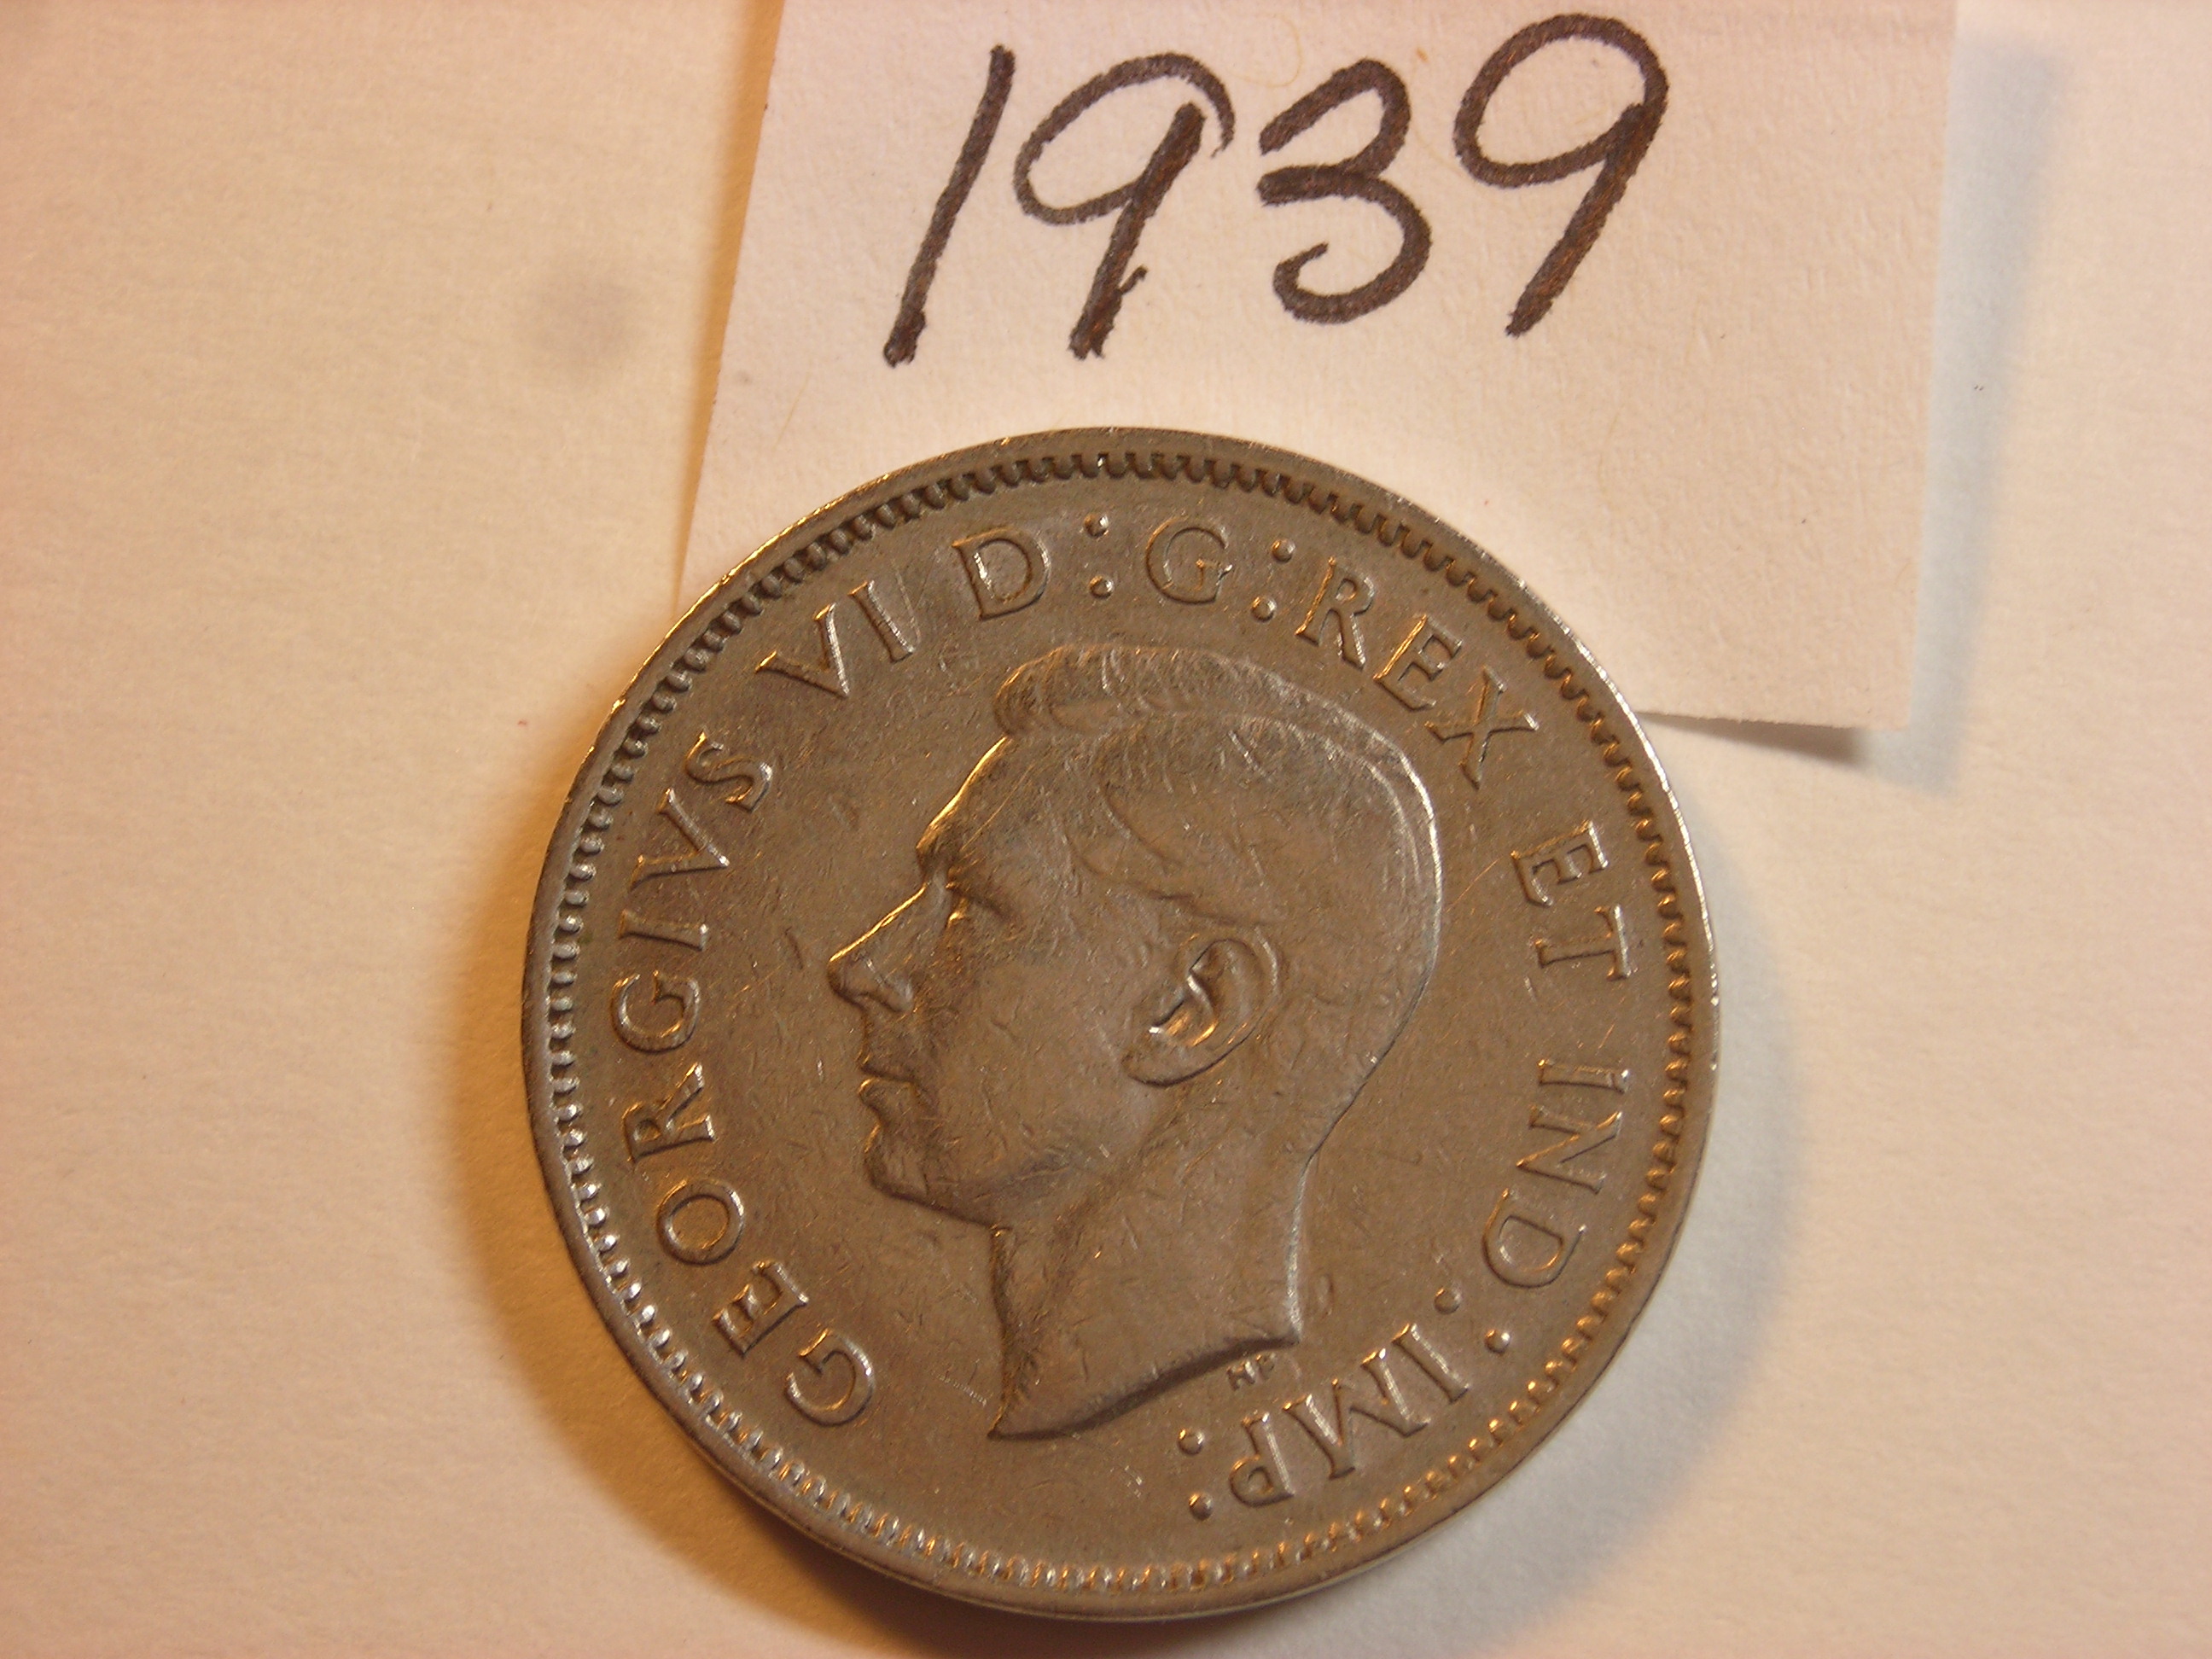 1939
GEORGIVS VI D:G:REX ET IND:IMP:
HP